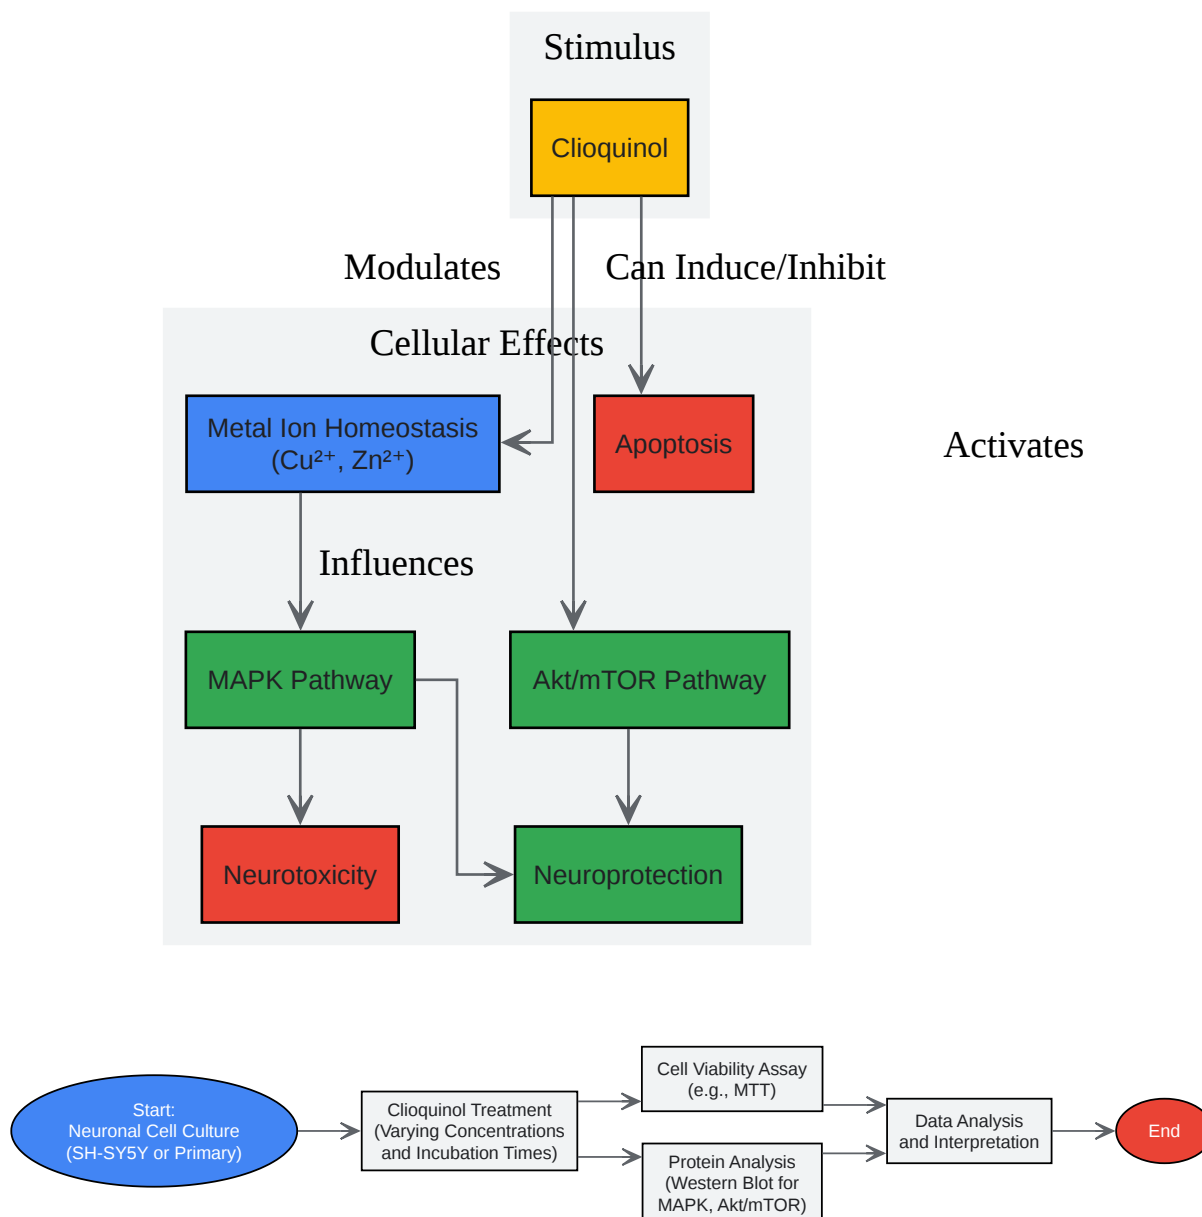 Stimulus
Clioquinol
Modulates
Can Induce/Inhibit
Cellular Effects
Metal Ion Homeostasis
(Cu²⁺, Zn²⁺)
Apoptosis
Activates
Influences
MAPK Pathway
Akt/mTOR Pathway
Neurotoxicity
Neuroprotection
Start:
Neuronal Cell Culture
(SH-SY5Y or Primary)
Clioquinol Treatment
(Varying Concentrations
and Incubation Times)
Cell Viability Assay
(e.g., MTT)
Protein Analysis
(Western Blot for
MAPK, Akt/mTOR)
Data Analysis
and Interpretation
End